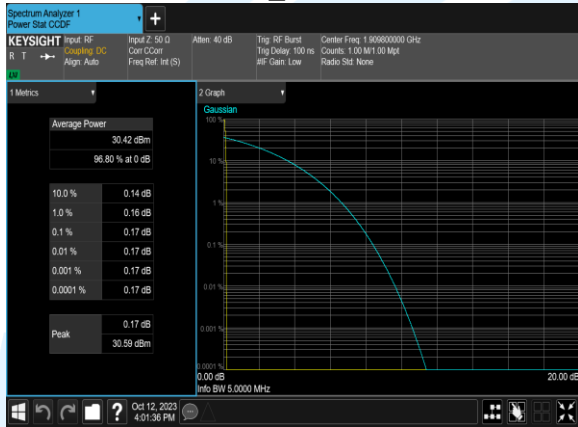 Spectrum Analyzer 1
Power Stat CCDF
+
KEYSIGHT
R T
LV
Input: RF
Coupling: DC
Align: Auto
Input Z: 50 Ω
Corr CCorr
Freq Ref: Int (S)
Atten: 40 dB
Trig: RF Burst
Trig Delay: 100 ns
#IF Gain: Low
Center Freq: 1.909800000 GHz
Counts: 1.00 M/1.00 Mpt
Radio Std: None
1 Metrics
Average Power
30.42 dBm
96.80 % at 0 dB
10.0 % 0.14 dB
1.0 % 0.16 dB
0.1 % 0.17 dB
0.01 % 0.17 dB
0.001 % 0.17 dB
0.0001 % 0.17 dB
Peak
0.17 dB
30.59 dBm
2 Graph
Gaussian
100 %
10 %
1 %
0.1 %
0.01 %
0.001 %
0.0001 %
0.00 dB
20.00 dB
Info BW 5.0000 MHz
?
Oct 12, 2023
4:01:36 PM